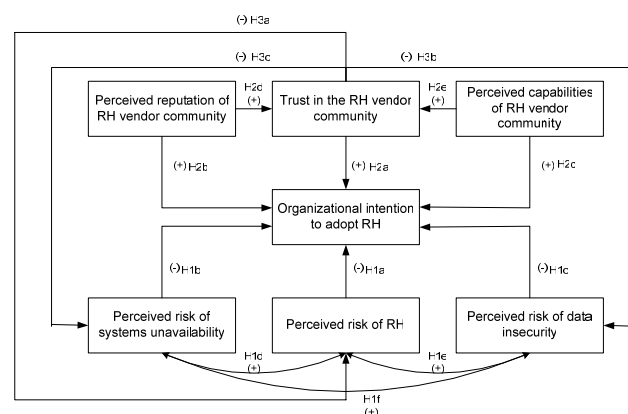 (-) H3a
(-) H3c
(-) H3b
Perceived reputation of
RH vendor community
H2d
(+)
Trust in the RH vendor
community
H2e
(+)
Perceived capabilities
of RH vendor
community
(+) H2b
(+) H2a
(+) H2c
Organizational intention
to adopt RH
(-) H1b
(-) H1a
(-) H1c
Perceived risk of
systems unavailability
Perceived risk of RH
Perceived risk of data
insecurity
H1d
(+)
H1e
(+)
H1f
(+)